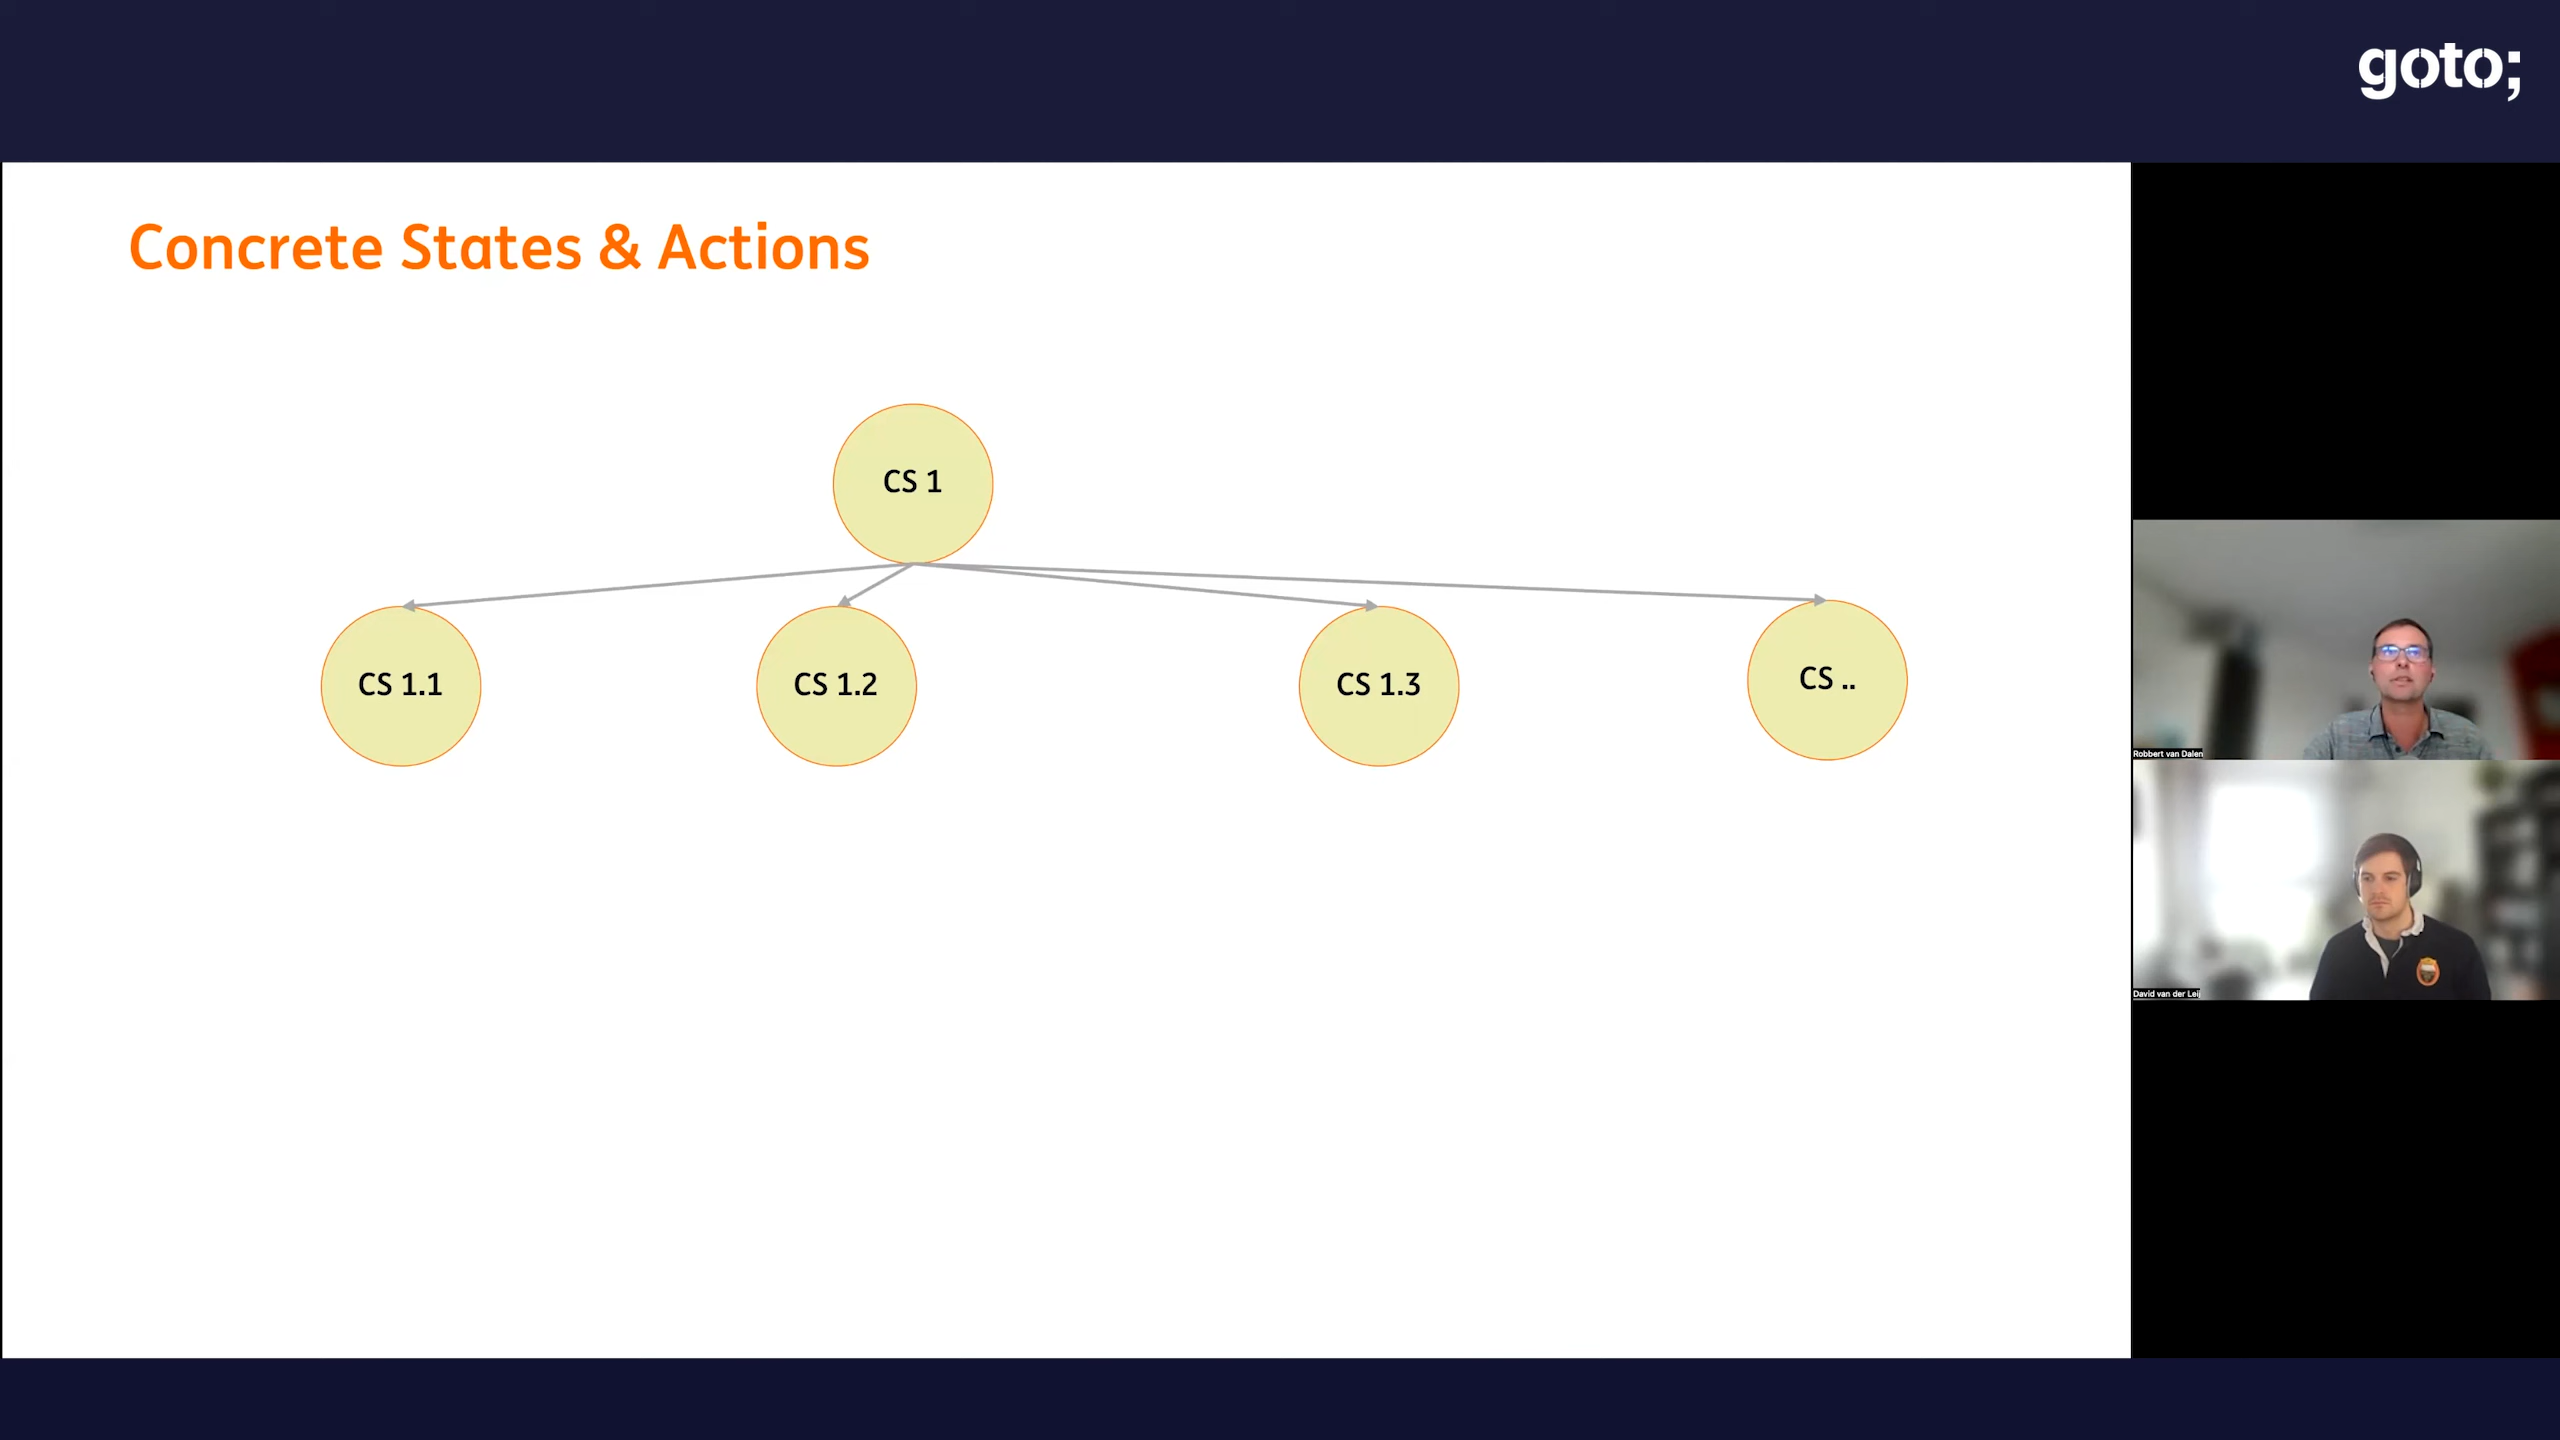 goto;
Concrete States & Actions
CS 1
CS 1.1
CS 1.2
CS 1.3
CS ..
Robbert van Dalen
David van der Leij